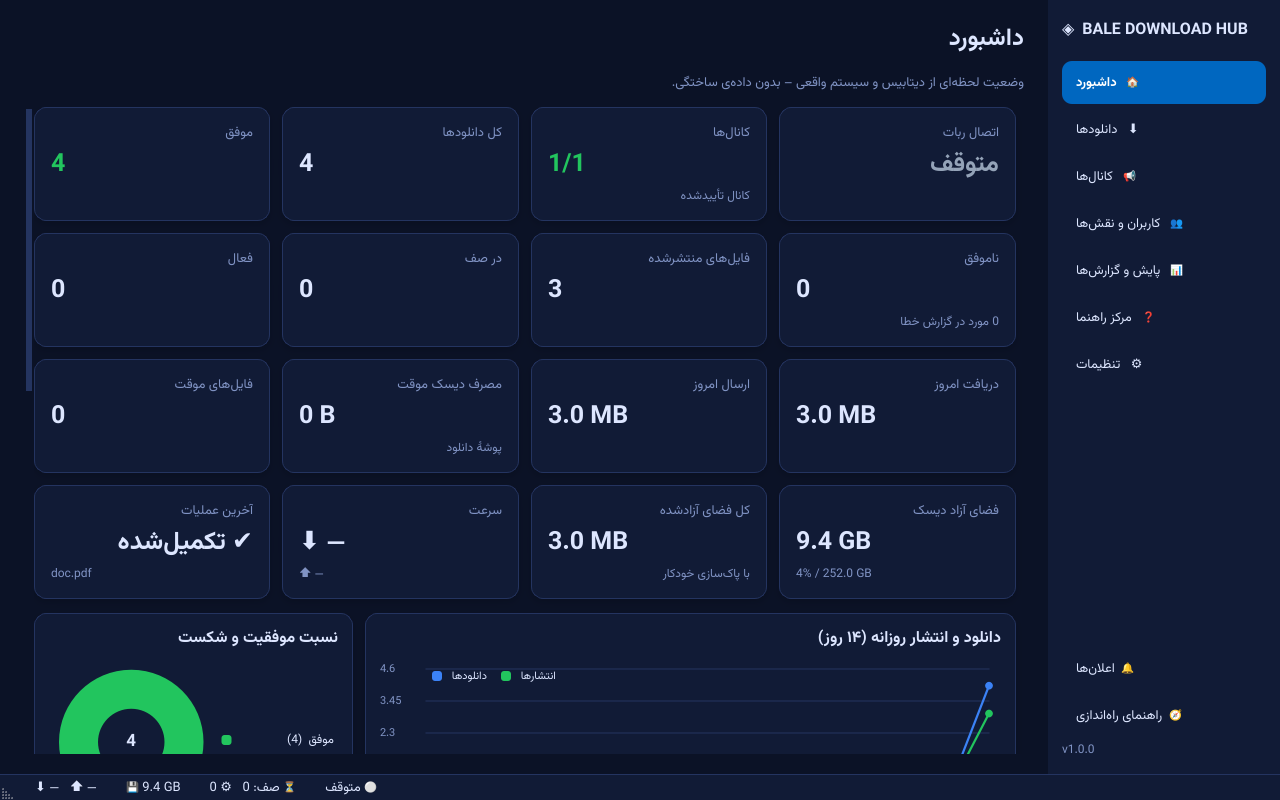 ◈ BALE DOWNLOAD HUB
🏠 داشبورد
⬇ دانلودها
📢 کانال‌ها
👥 کاربران و نقش‌ها
📊 پایش و گزارش‌ها
❓ مرکز راهنما
⚙ تنظیمات
🔔 اعلان‌ها
🧭 راهنمای راه‌اندازی
v1.0.0
داشبورد
وضعیت لحظه‌ای از دیتابیس و سیستم واقعی – بدون داده‌ی ساختگی.
اتصال ربات
متوقف
کانال‌ها
1/1
کانال تأییدشده
کل دانلودها
4
موفق
4
ناموفق
0
0 مورد در گزارش خطا
فایل‌های منتشرشده
3
در صف
0
فعال
0
دریافت امروز
3.0 MB
ارسال امروز
3.0 MB
مصرف دیسک موقت
0 B
پوشهٔ دانلود
فایل‌های موقت
0
فضای آزاد دیسک
9.4 GB
4% / 252.0 GB
کل فضای آزادشده
3.0 MB
با پاک‌سازی خودکار
سرعت
⬇ –
⬆ –
آخرین عملیات
✔ تکمیل‌شده
doc.pdf
دانلود و انتشار روزانه (۱۴ روز)
4.6
دانلودها
انتشارها
3.45
2.3
نسبت موفقیت و شکست
4
موفق (4)
متوقف
⏳ صف: 0
⚙ 0
💾 9.4 GB
⬆ –
⬇ –